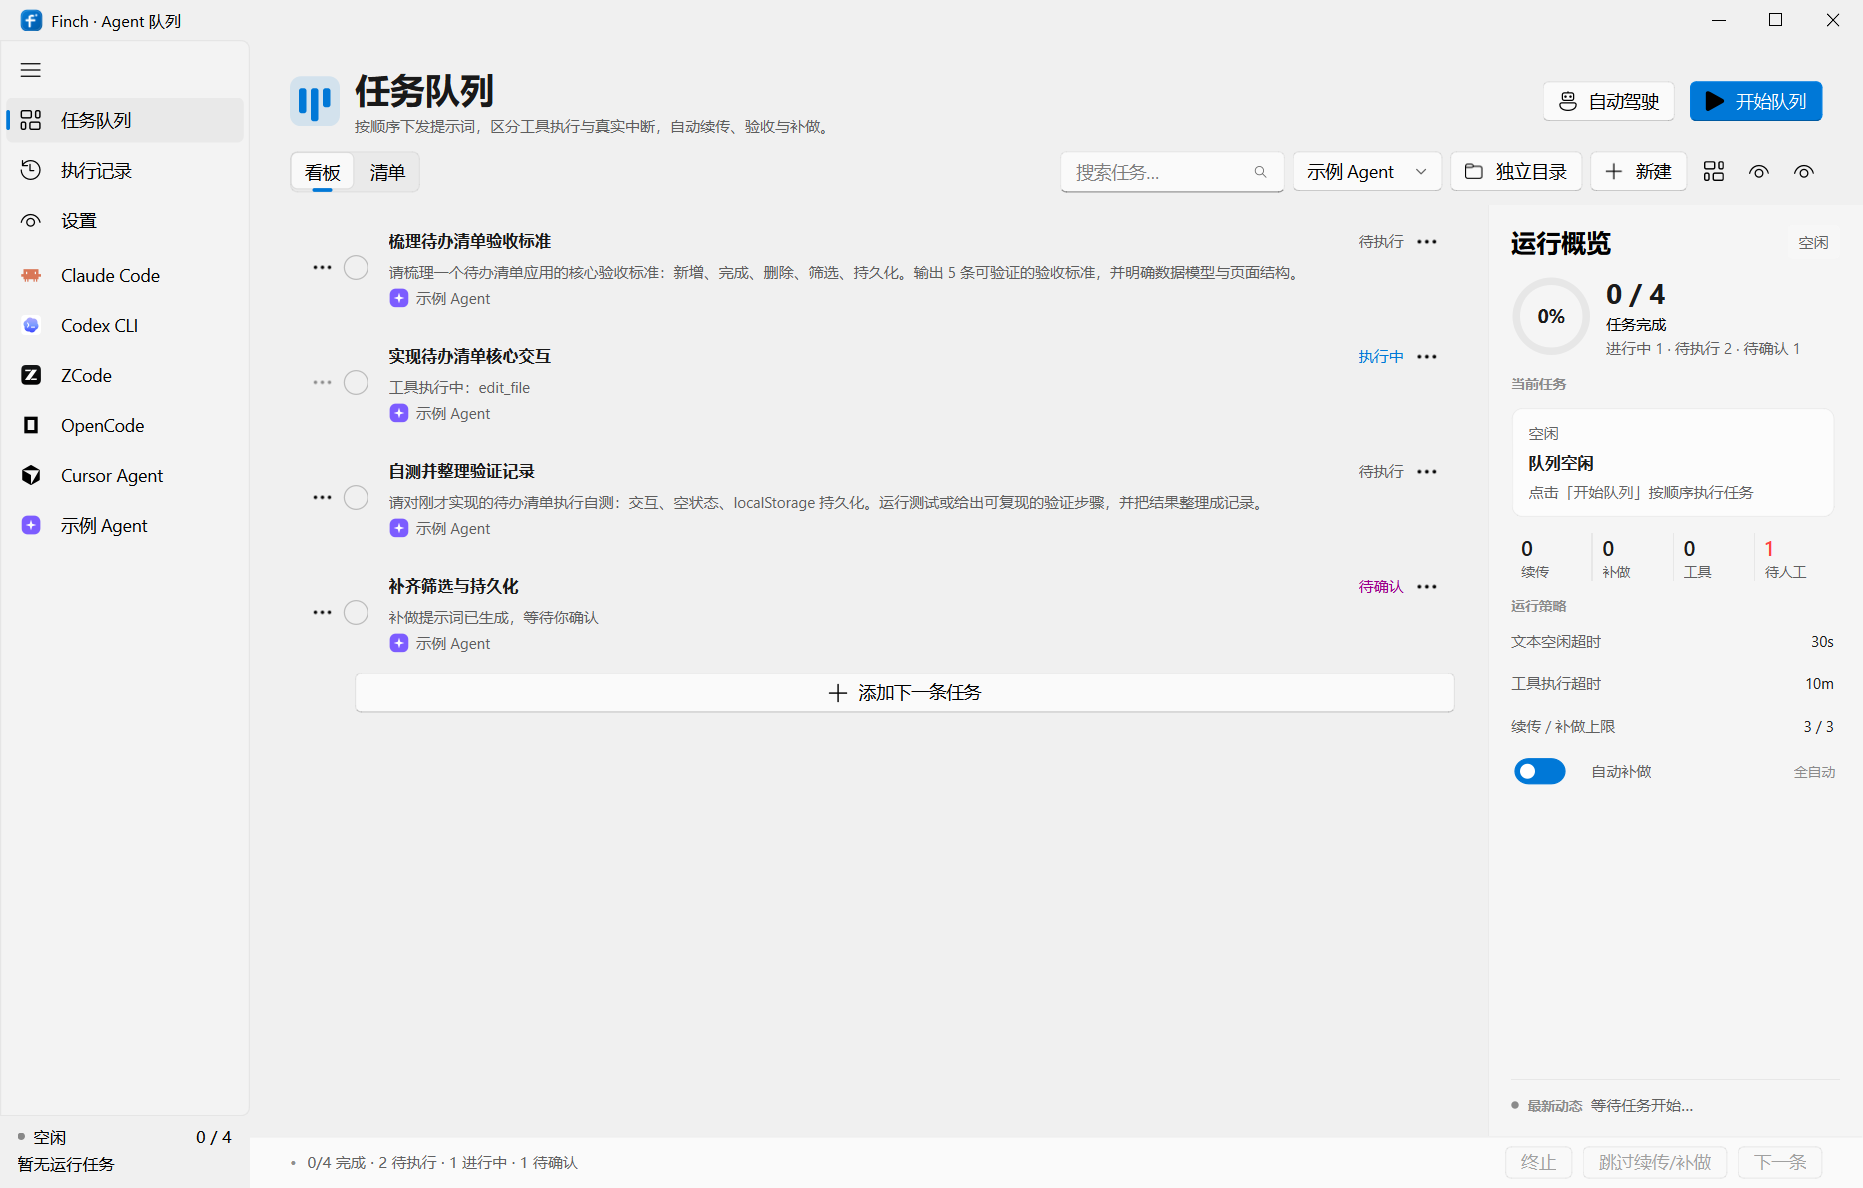 Finch · Agent 队列
任务队列
执行记录
设置
Claude Code
Codex CLI
ZCode
OpenCode
Cursor Agent
示例 Agent
空闲
0 / 4
暂无运行任务
任务队列
按顺序下发提示词，区分工具执行与真实中断，自动续传、验收与补做。
自动驾驶
开始队列
看板
清单
搜索任务...
示例 Agent
独立目录
新建
梳理待办清单验收标准
待执行
请梳理一个待办清单应用的核心验收标准：新增、完成、删除、筛选、持久化。输出 5 条可验证的验收标准，并明确数据模型与页面结构。
示例 Agent
实现待办清单核心交互
执行中
工具执行中：edit_file
示例 Agent
自测并整理验证记录
待执行
请对刚才实现的待办清单执行自测：交互、空状态、localStorage 持久化。运行测试或给出可复现的验证步骤，并把结果整理成记录。
示例 Agent
补齐筛选与持久化
待确认
补做提示词已生成，等待你确认
示例 Agent
添加下一条任务
运行概览
空闲
0%
0 / 4
任务完成
进行中 1 · 待执行 2 · 待确认 1
当前任务
空闲
队列空闲
点击「开始队列」按顺序执行任务
0
续传
0
补做
0
工具
1
待人工
运行策略
文本空闲超时
30s
工具执行超时
10m
续传 / 补做上限
3 / 3
自动补做
全自动
最新动态
等待任务开始...
0/4 完成 · 2 待执行 · 1 进行中 · 1 待确认
终止
跳过续传/补做
下一条